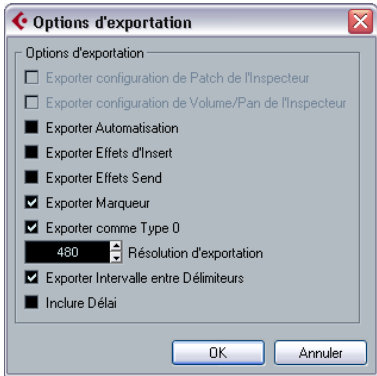 Options d'exportation
Options d'exportation
Exporter configuration de Patch de l'Inspecteur
Exporter configuration de Volume/Pan de l'Inspecteur
Exporter Automatisation
Exporter Effets d'Insert
Exporter Effets Send
Exporter Marqueur
Exporter comme Type 0
480 Résolution d'exportation
Exporter Intervalle entre Délimiteurs
Inclure Délai
OK Annuler